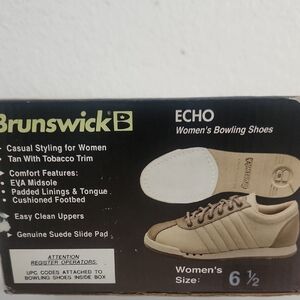 Brunswick B
ECHO
Women's Bowling Shoes
• Casual Styling for Women
• Tan With Tobacco Trim
• Comfort Features:
EVA Midsole
Padded Linings & Tongue
Cushioned Footbed
Easy Clean Uppers
Genuine Suede Slide Pad
ATTENTION
REGISTER OPERATORS:
UPC CODES ATTACHED TO
BOWLING SHOES INSIDE BOX
Women's
Size: 6 ½